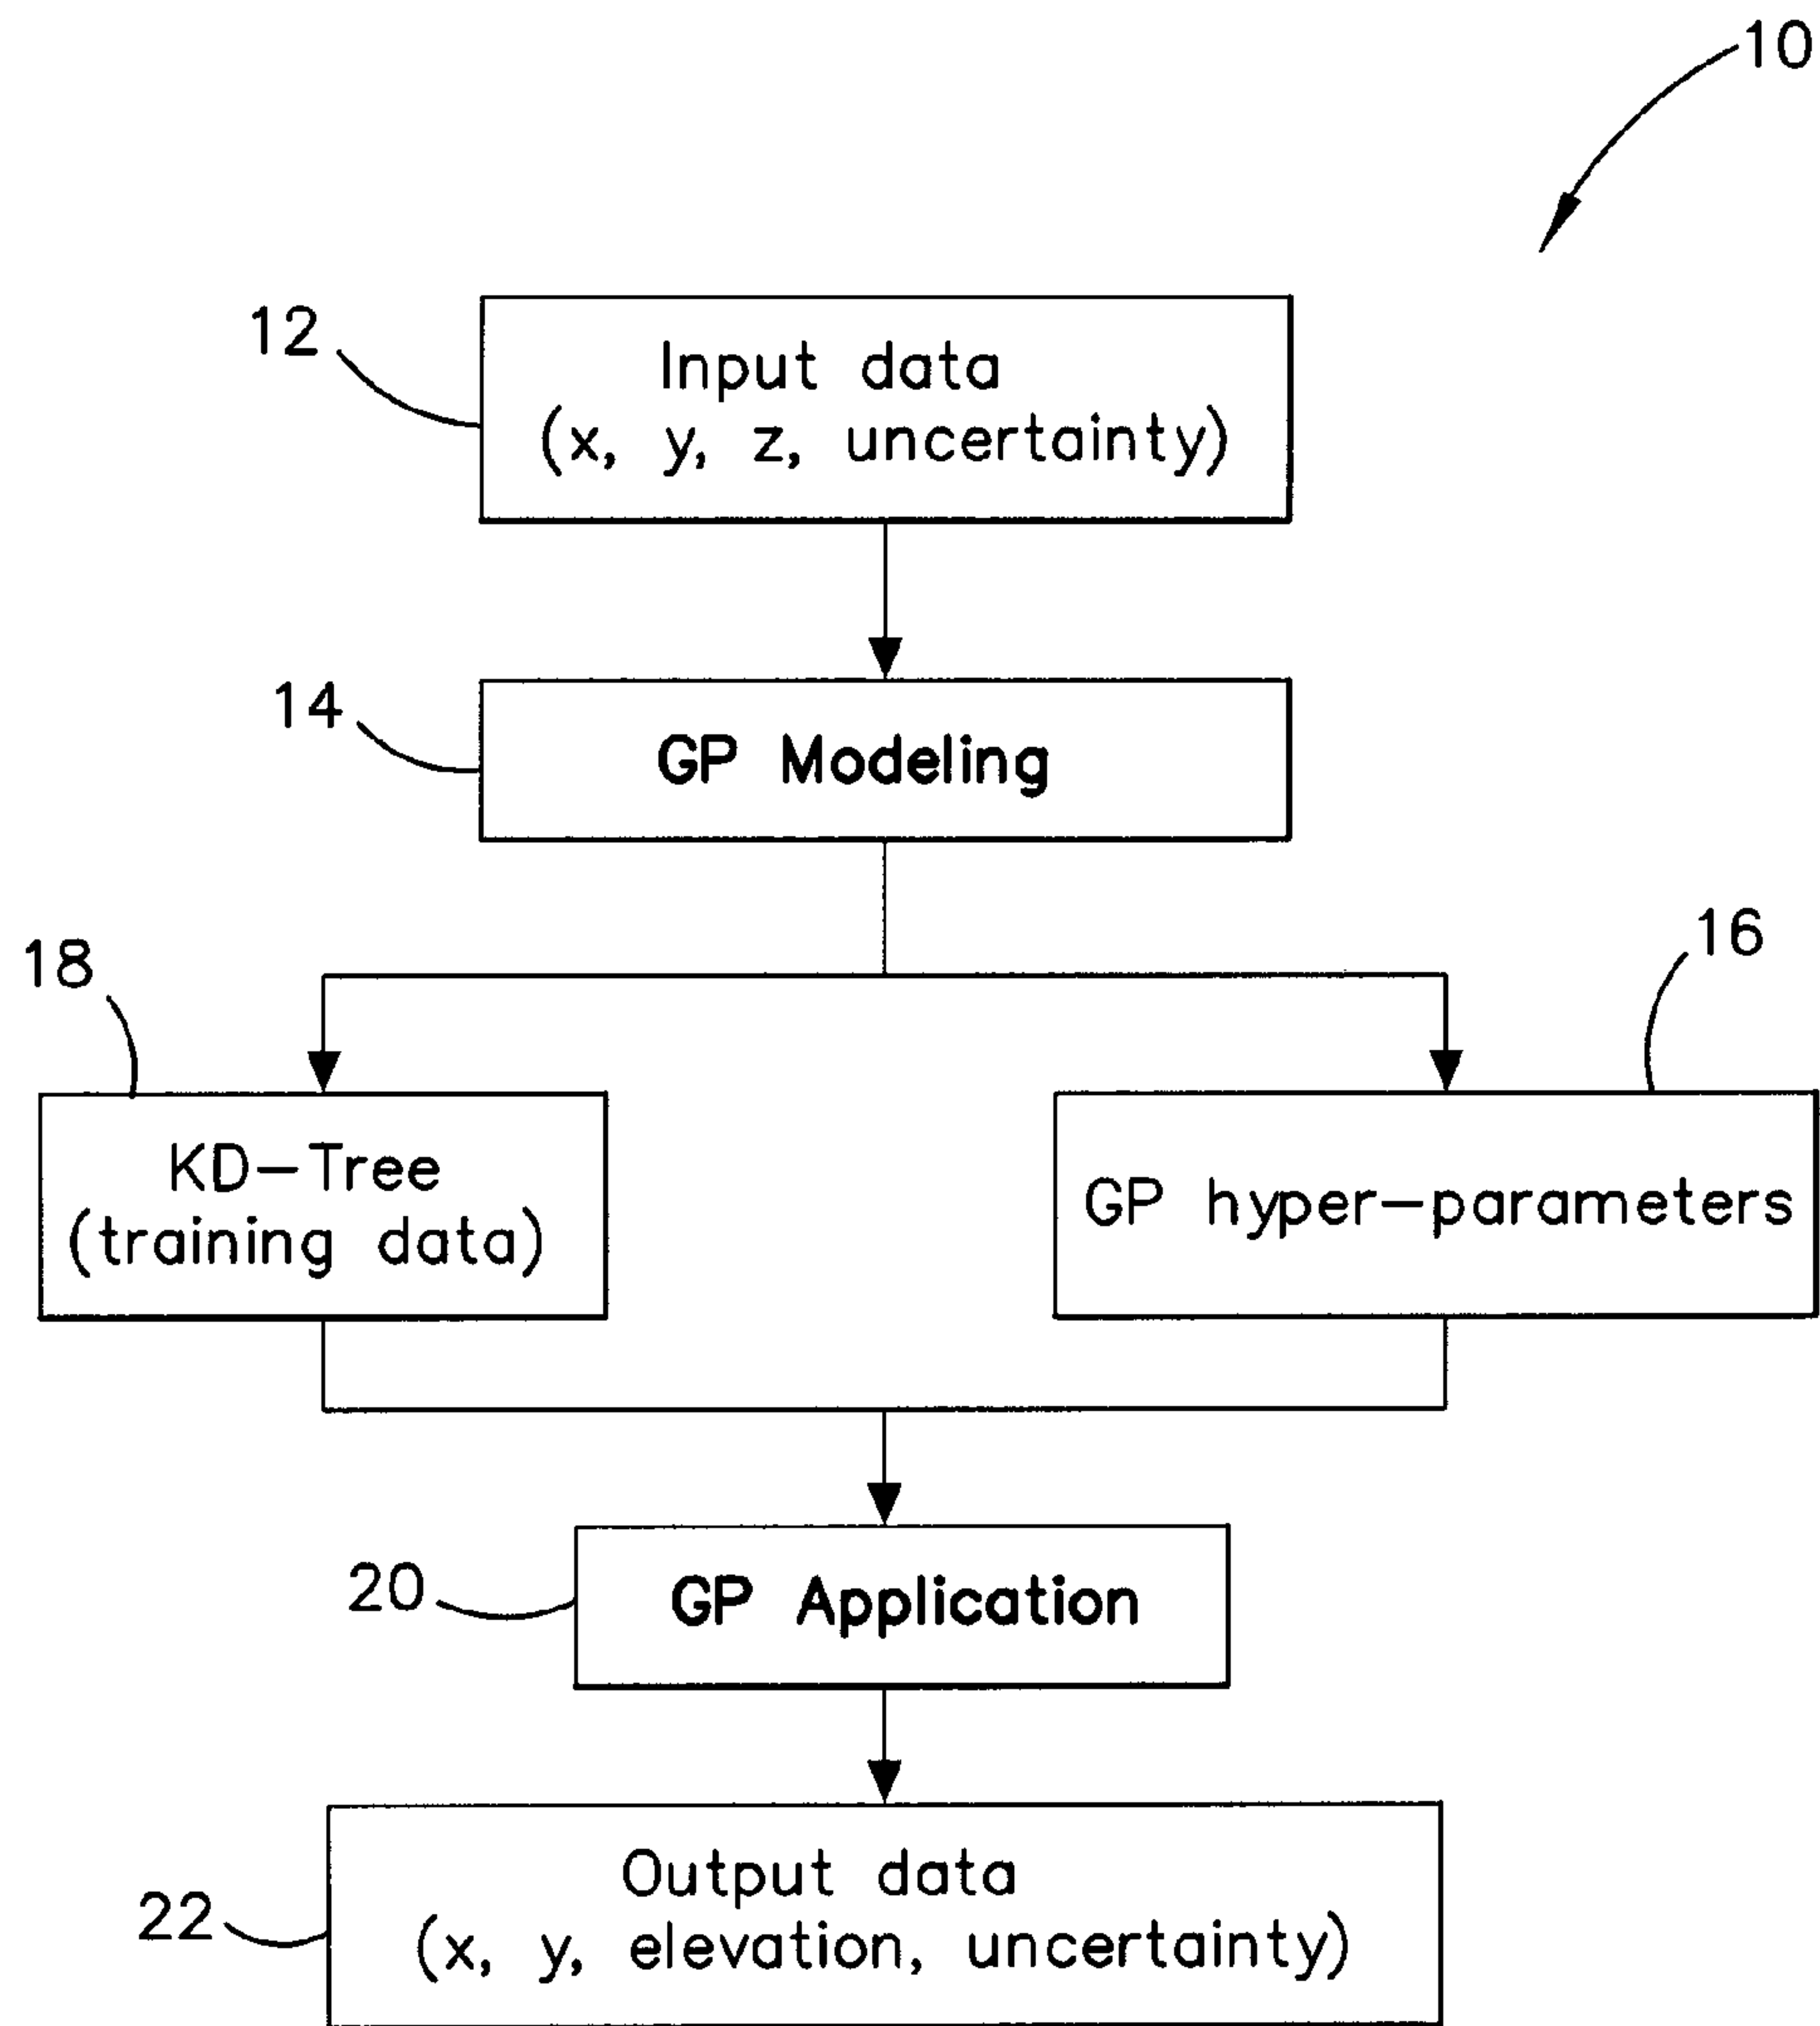 10
12
Input data
(x, y, z, uncertainty)
14
GP Modeling
18
16
KD-Tree
(training data)
GP hyper-parameters
20
GP Application
22
Output data
(x, y, elevation, uncertainty)